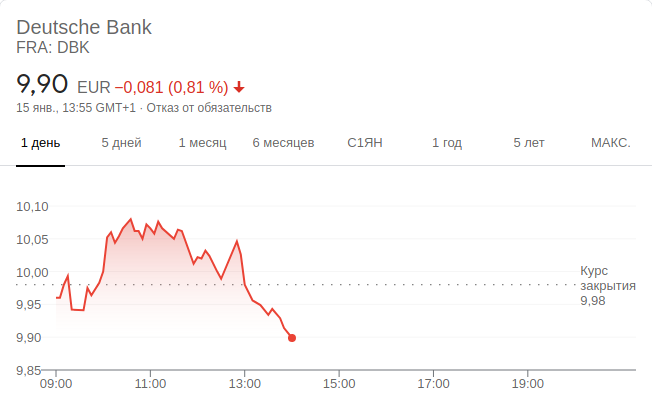 Deutsche Bank
FRA: DBK
9,90 EUR −0,081 (0,81 %) ↓
15 янв., 13:55 GMT+1 · Отказ от обязательств
1 день 5 дней 1 месяц 6 месяцев С1ЯН 1 год 5 лет МАКС.
10,10
10,05
10,00
9,95
9,90
9,85
Курс
закрытия
9,98
09:00 11:00 13:00 15:00 17:00 19:00